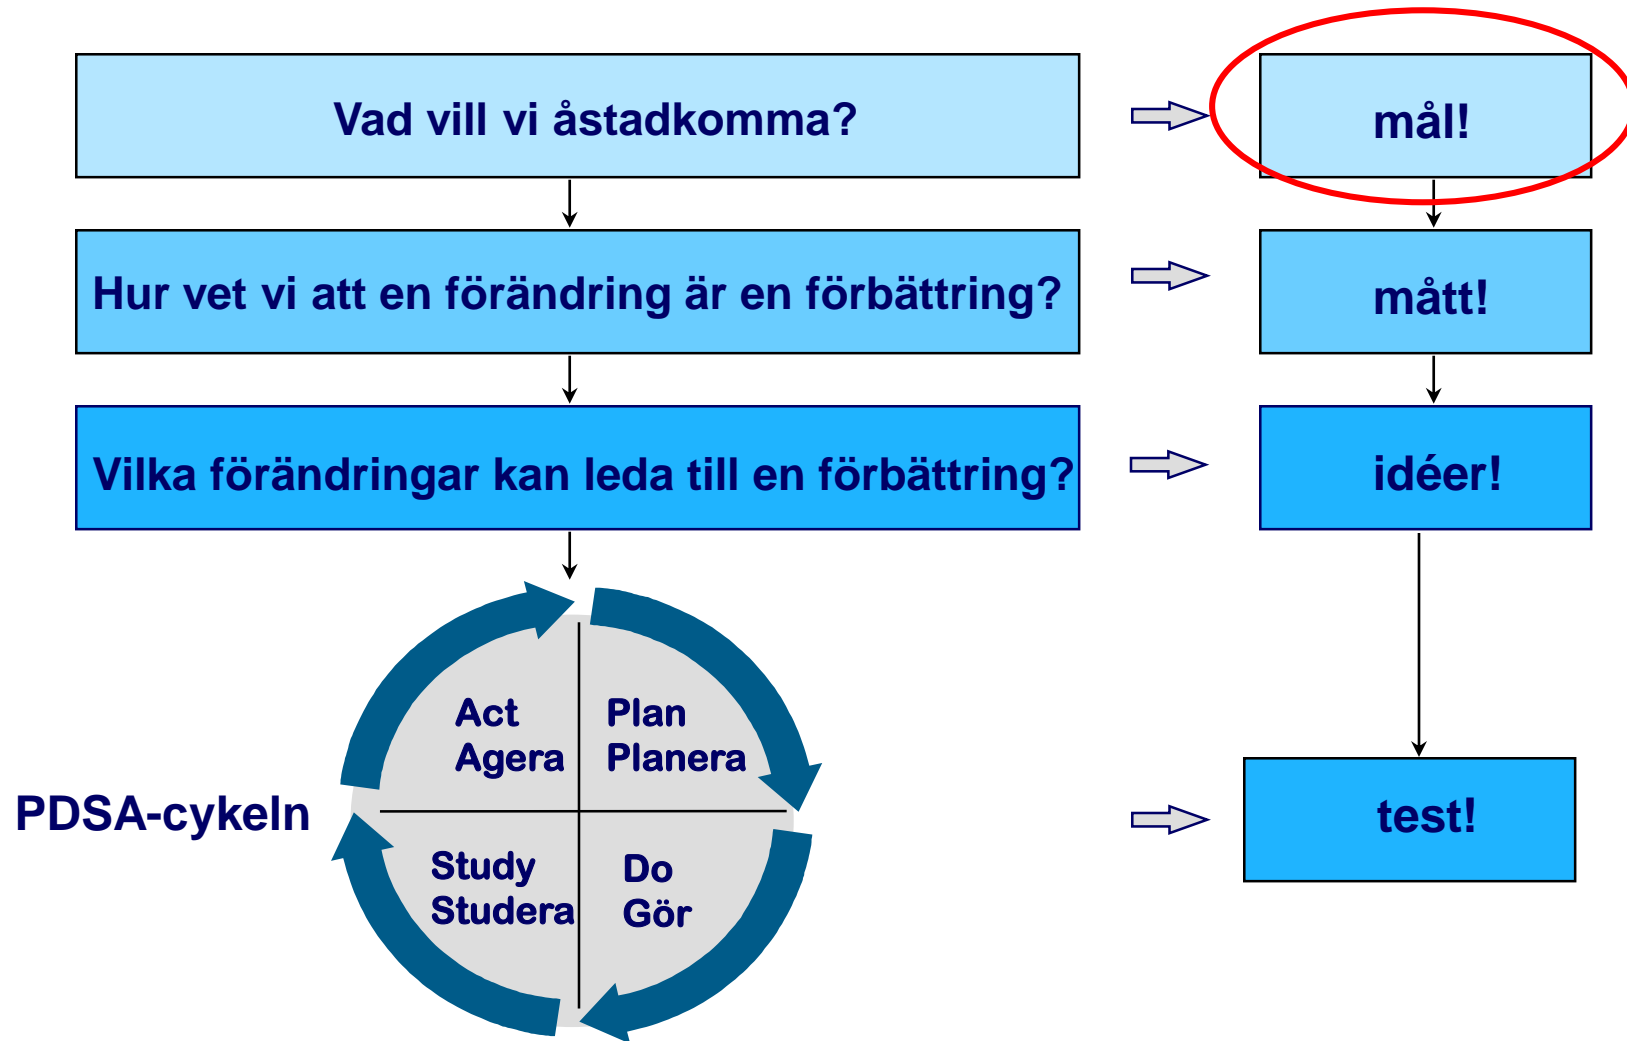 Vad vill vi åstadkomma?
mål!
Hur vet vi att en förändring är en förbättring?
mått!
Vilka förändringar kan leda till en förbättring?
idéer!
Act
Agera
Plan
Planera
PDSA-cykeln
test!
Study
Studera
Do
Gör